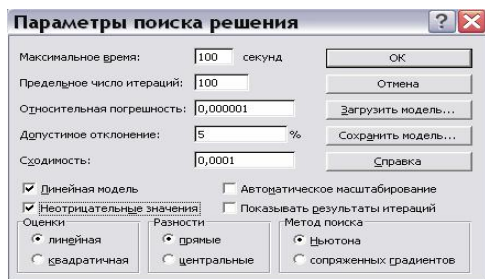 Параметры поиска решения
Максимальное время: 100 секунд OK
Предельное число итераций: 100 Отмена
Относительная погрешность: 0,000001 Загрузить модель...
Допустимое отклонение: 5 % Сохранить модель...
Сходимость: 0,0001 Справка
Линейная модель Автоматическое масштабирование
Неотрицательные значения Показывать результаты итераций
Оценки Разности Метод поиска
линейная прямые Ньютона
квадратичная центральные сопряженных градиентов